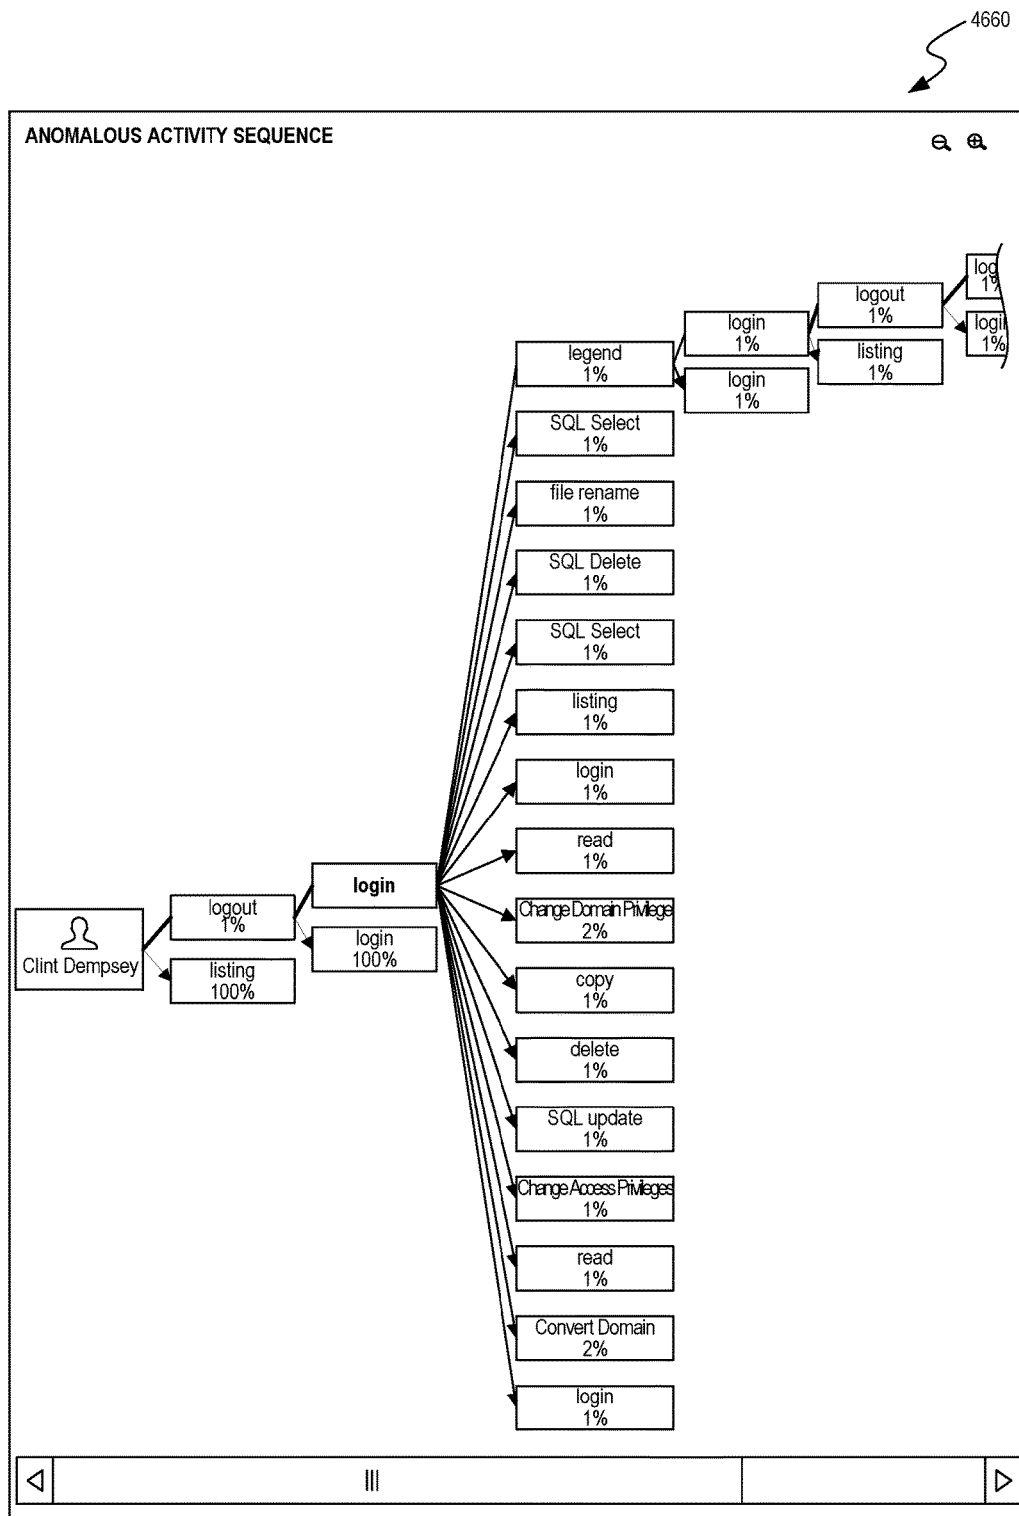 4660
ANOMALOUS ACTIVITY SEQUENCE
Clint Dempsey
logout
1%
listing
100%
login
login
100%
legend
1%
SQL Select
1%
file rename
1%
SQL Delete
1%
SQL Select
1%
listing
1%
login
1%
read
1%
Change Domain Privilege
2%
copy
1%
delete
1%
SQL update
1%
Change Access Privileges
1%
read
1%
Convert Domain
2%
login
1%
login
1%
login
1%
logout
1%
listing
1%
log
1%
logi
1%